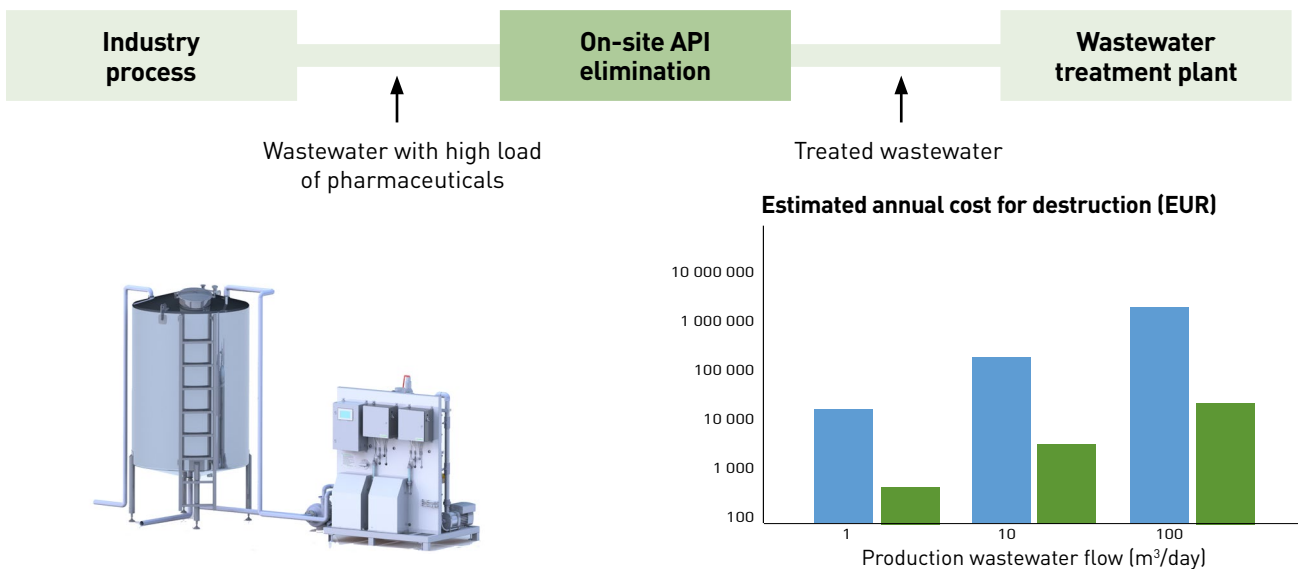 Industry
process
On-site API
elimination
Wastewater
treatment plant
Wastewater with high load
of pharmaceuticals
Treated wastewater
Estimated annual cost for destruction (EUR)
10 000 000
1 000 000
100 000
10 000
1 000
100
1
10
100
Production wastewater flow (m³/day)